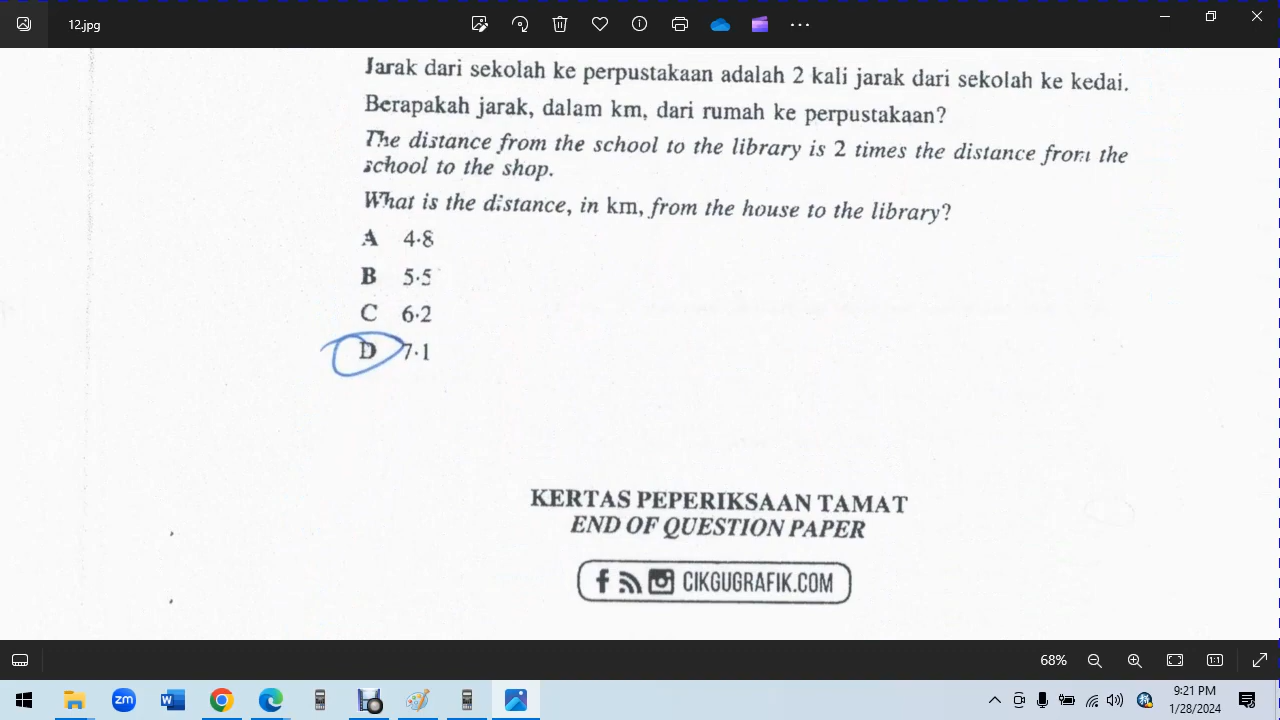 12.jpg
Jarak dari sekolah ke perpustakaan adalah 2 kali jarak dari sekolah ke kedai.
Berapakah jarak, dalam km, dari rumah ke perpustakaan?
The distance from the school to the library is 2 times the distance from the
school to the shop.
What is the distance, in km, from the house to the library?
A 4·8
B 5·5
C 6·2
D 7·1
KERTAS PEPERIKSAAN TAMAT
END OF QUESTION PAPER
CIKGUGRAFIK.COM
68%
1:1
zm
9:21 PM
1/28/2024